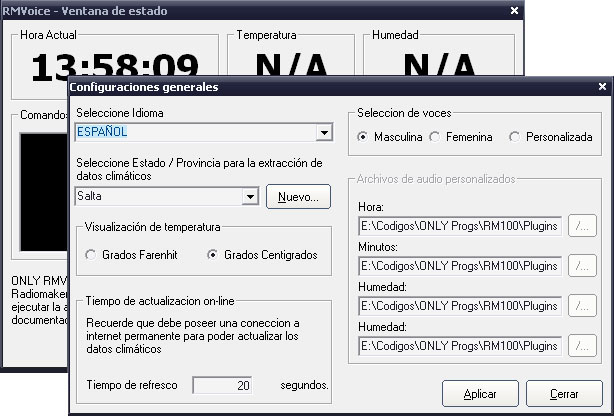 RMVoice - Ventana de estado
Hora Actual
Temperatura
Humedad
13:58:09
N/A
N/A
Comandos
ONLY RMV
Radiomaker
ejecutar la a
documentac
Configuraciones generales
Seleccione Idioma
ESPAÑOL
Seleccione Estado / Provincia para la extracción de
datos climáticos
Salta
Nuevo...
Visualización de temperatura
Grados Farenhit
Grados Centigrados
Tiempo de actualizacion on-line
Recuerde que debe poseer una coneccion a
internet permanente para poder actualizar los
datos climáticos
Tiempo de refresco
20
segundos.
Seleccion de voces
Masculina
Femenina
Personalizada
Archivos de audio personalizados
Hora:
E:\Codigos\ONLY Progs\RM100\Plugins
/...
Minutos:
E:\Codigos\ONLY Progs\RM100\Plugins
/...
Humedad:
E:\Codigos\ONLY Progs\RM100\Plugins
/...
Humedad:
E:\Codigos\ONLY Progs\RM100\Plugins
/...
Aplicar
Cerrar